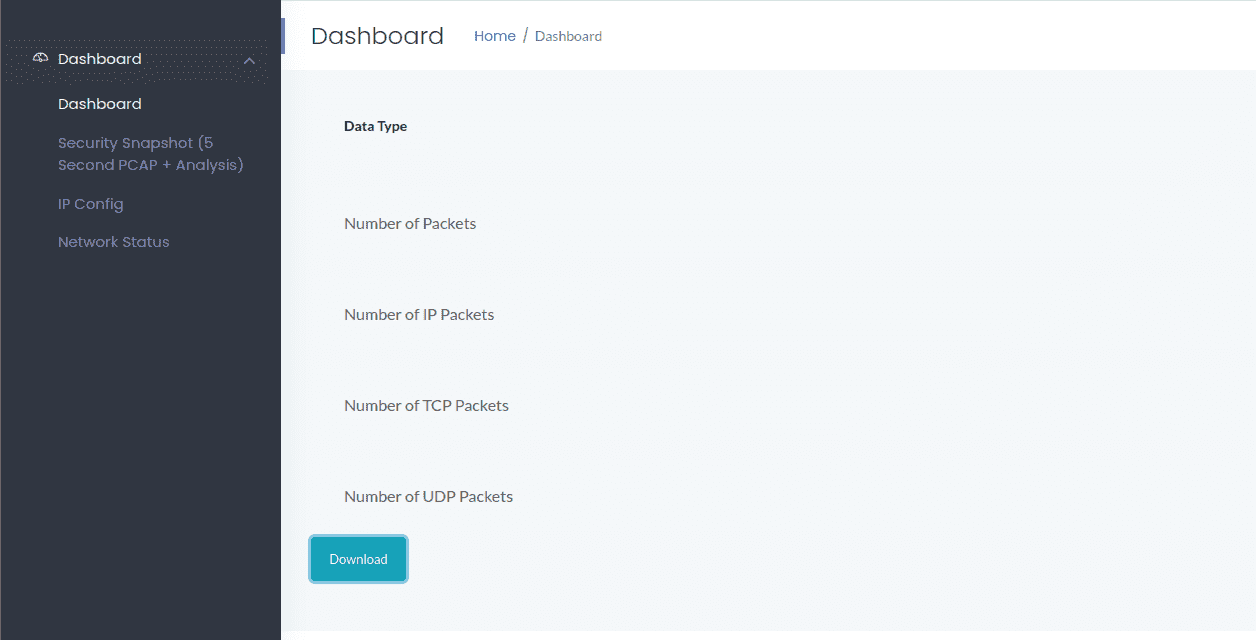 Dashboard
Dashboard
Security Snapshot (5
Second PCAP + Analysis)
IP Config
Network Status
Dashboard
Home / Dashboard
Data Type
Number of Packets
Number of IP Packets
Number of TCP Packets
Number of UDP Packets
Download